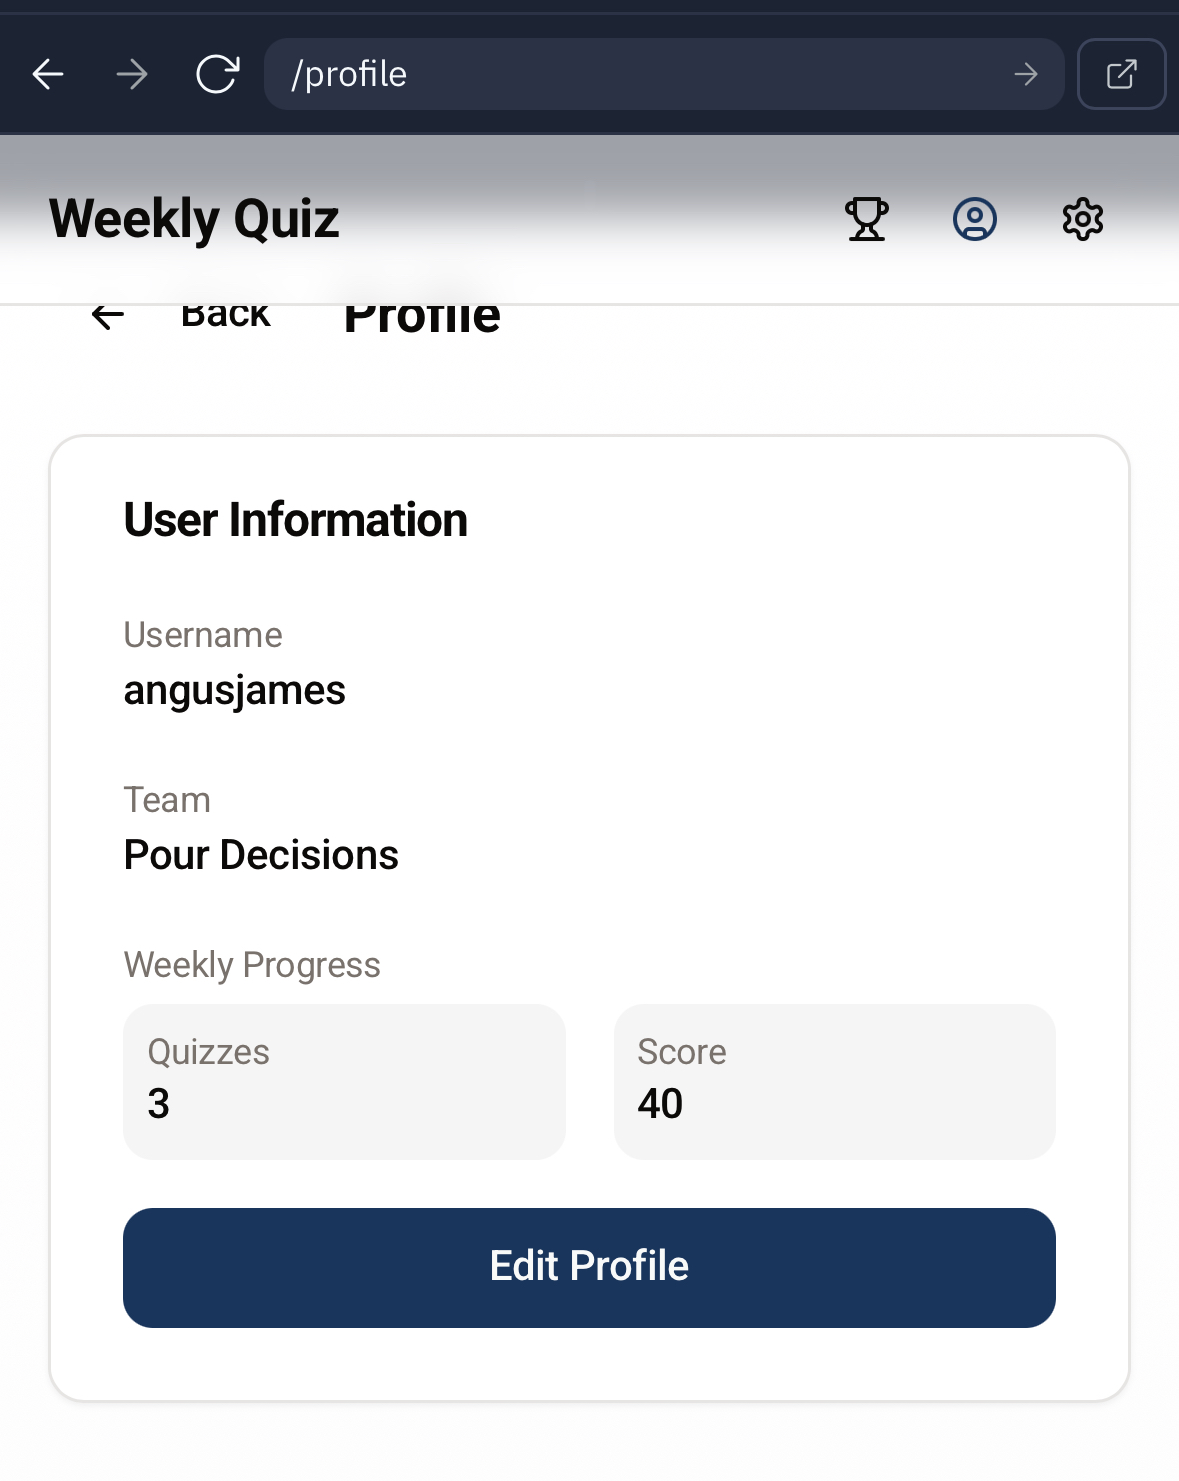 /profile
Weekly Quiz
Back Profile
User Information
Username
angusjames
Team
Pour Decisions
Weekly Progress
Quizzes Score
3 40
Edit Profile